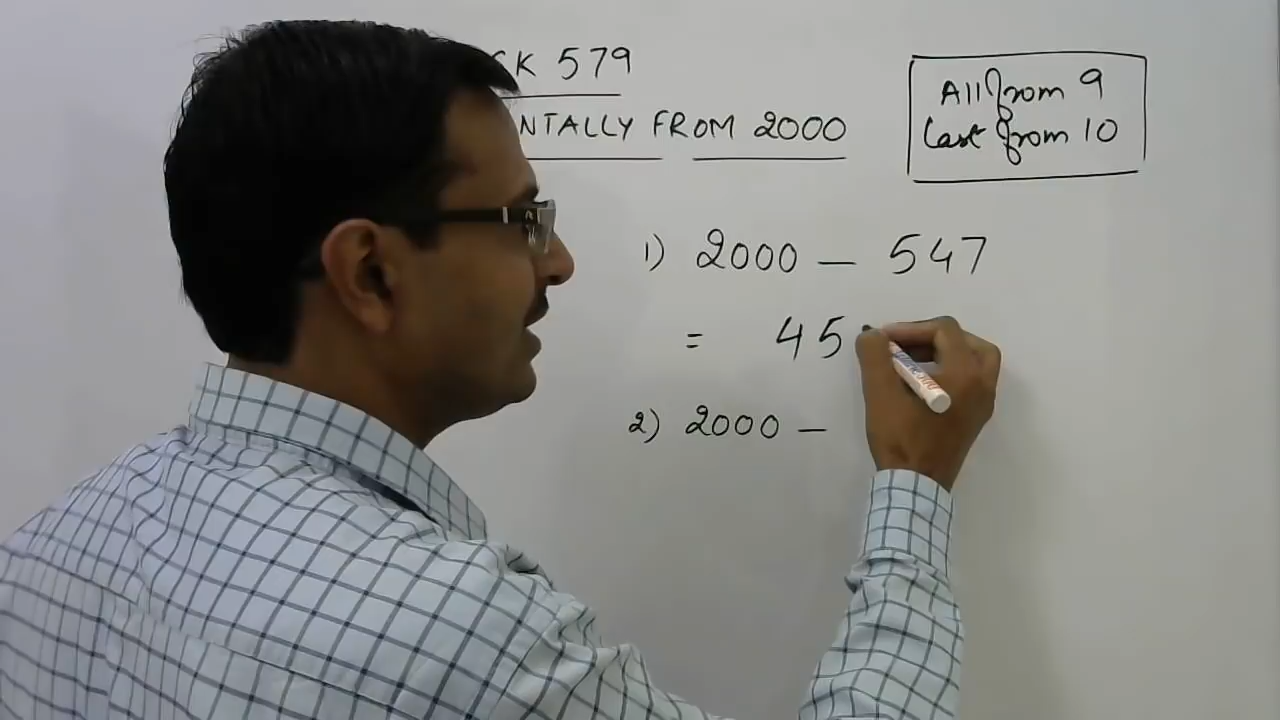 CK 579
NTALLY FROM 2000
All from 9
Last from 10
1) 2000 — 547
= 45
2) 2000 —